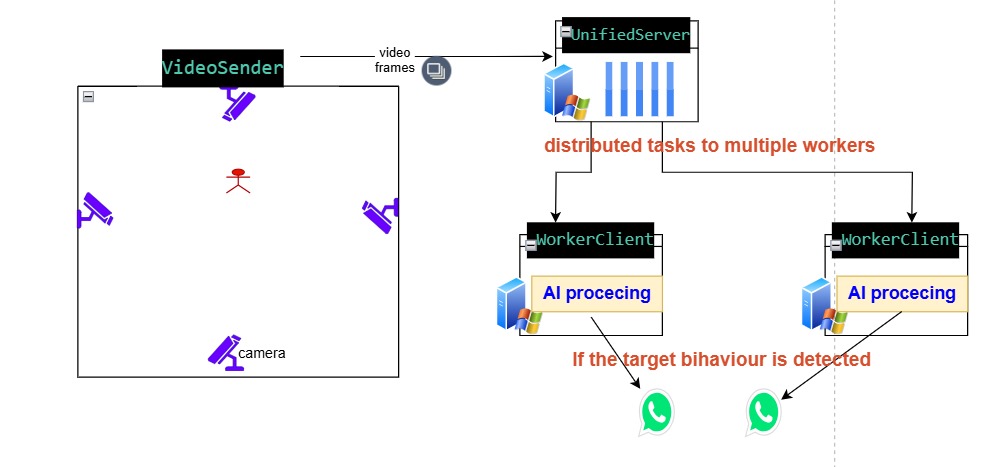 VideoSender
video
frames
UnifiedServer
distributed tasks to multiple workers
WorkerClient
WorkerClient
AI procecing
AI procecing
If the target bihaviour is detected
camera